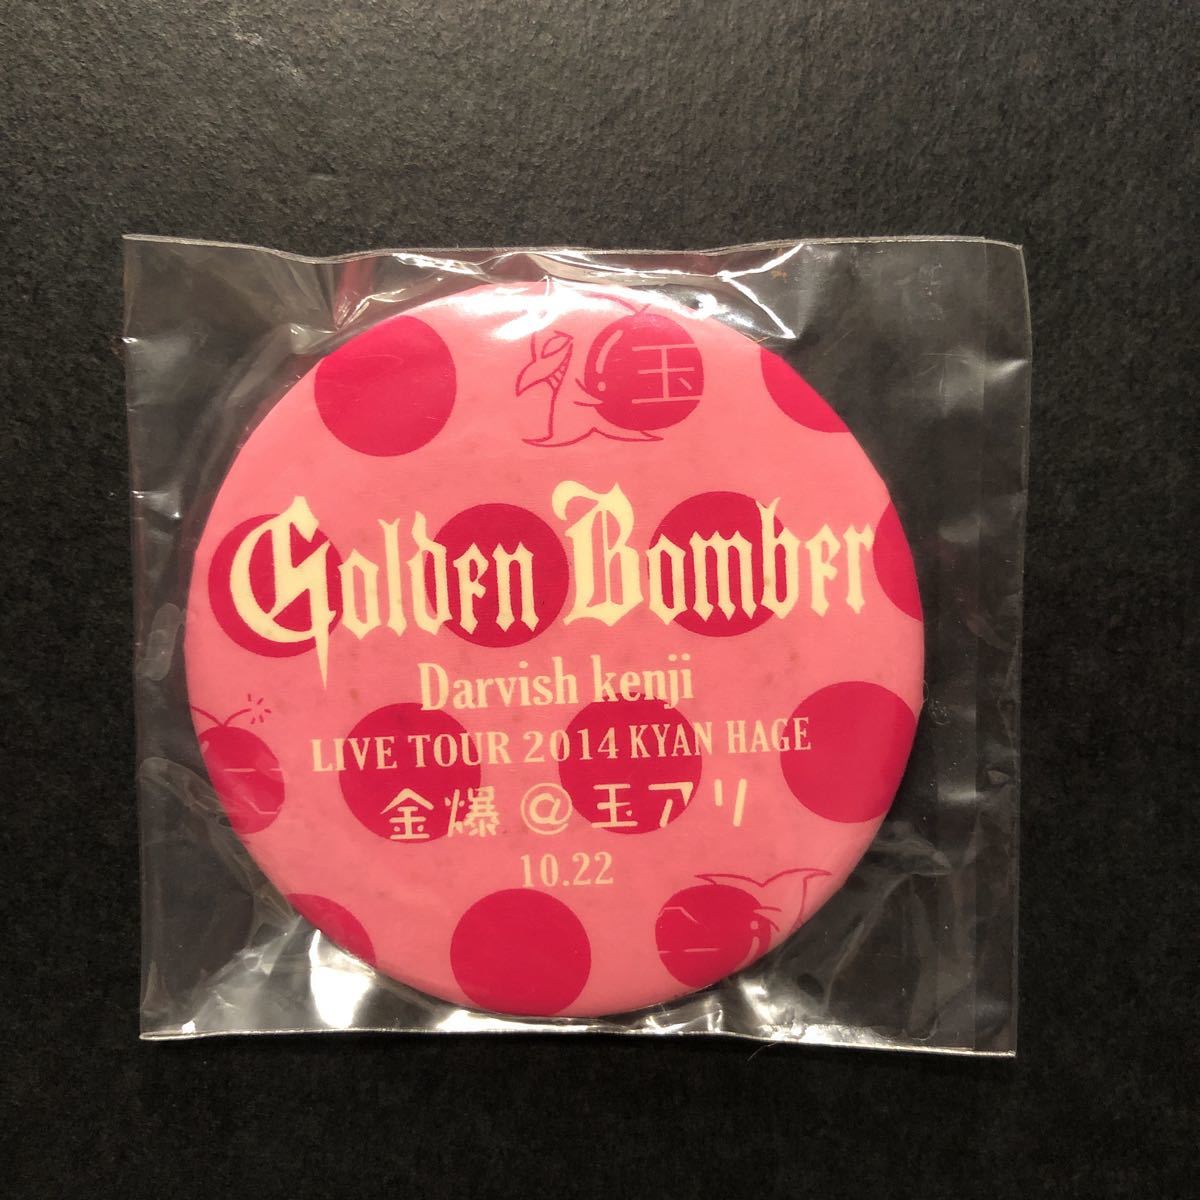 玉
Golden Bomber
Darvish kenji
LIVE TOUR 2014 KYAN HAGE
金爆@玉アリ
10.22